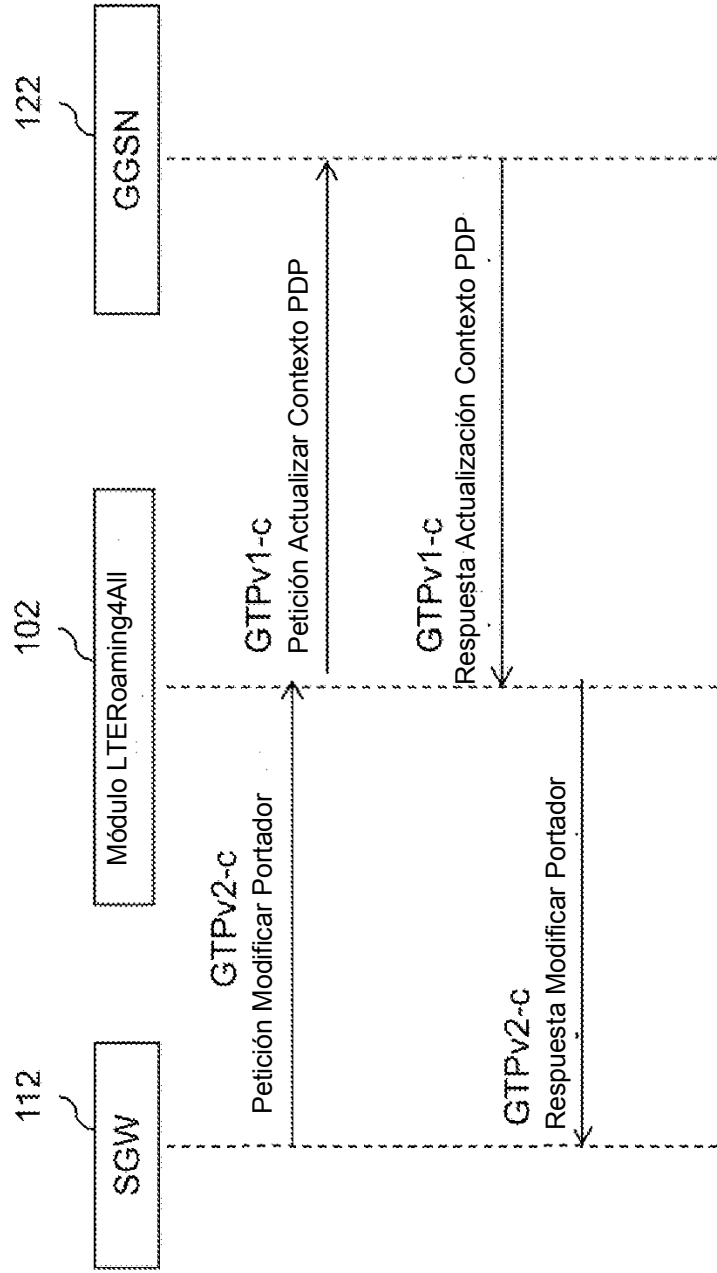 112
SGW
102
Módulo LTERoaming4All
122
GGSN
GTPv2-c
Petición Modificar Portador
GTPv1-c
Petición Actualizar Contexto PDP
GTPv1-c
Respuesta Actualización Contexto PDP
GTPv2-c
Respuesta Modificar Portador